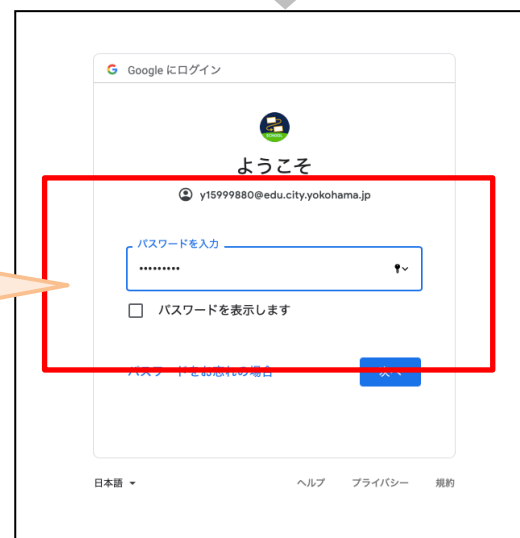 Google にログイン
ようこそ
y15999880@edu.city.yokohama.jp
パスワードを入力
•••••••••
パスワードを表示します
パスワードをお忘れの場合
次へ
日本語
ヘルプ プライバシー 規約